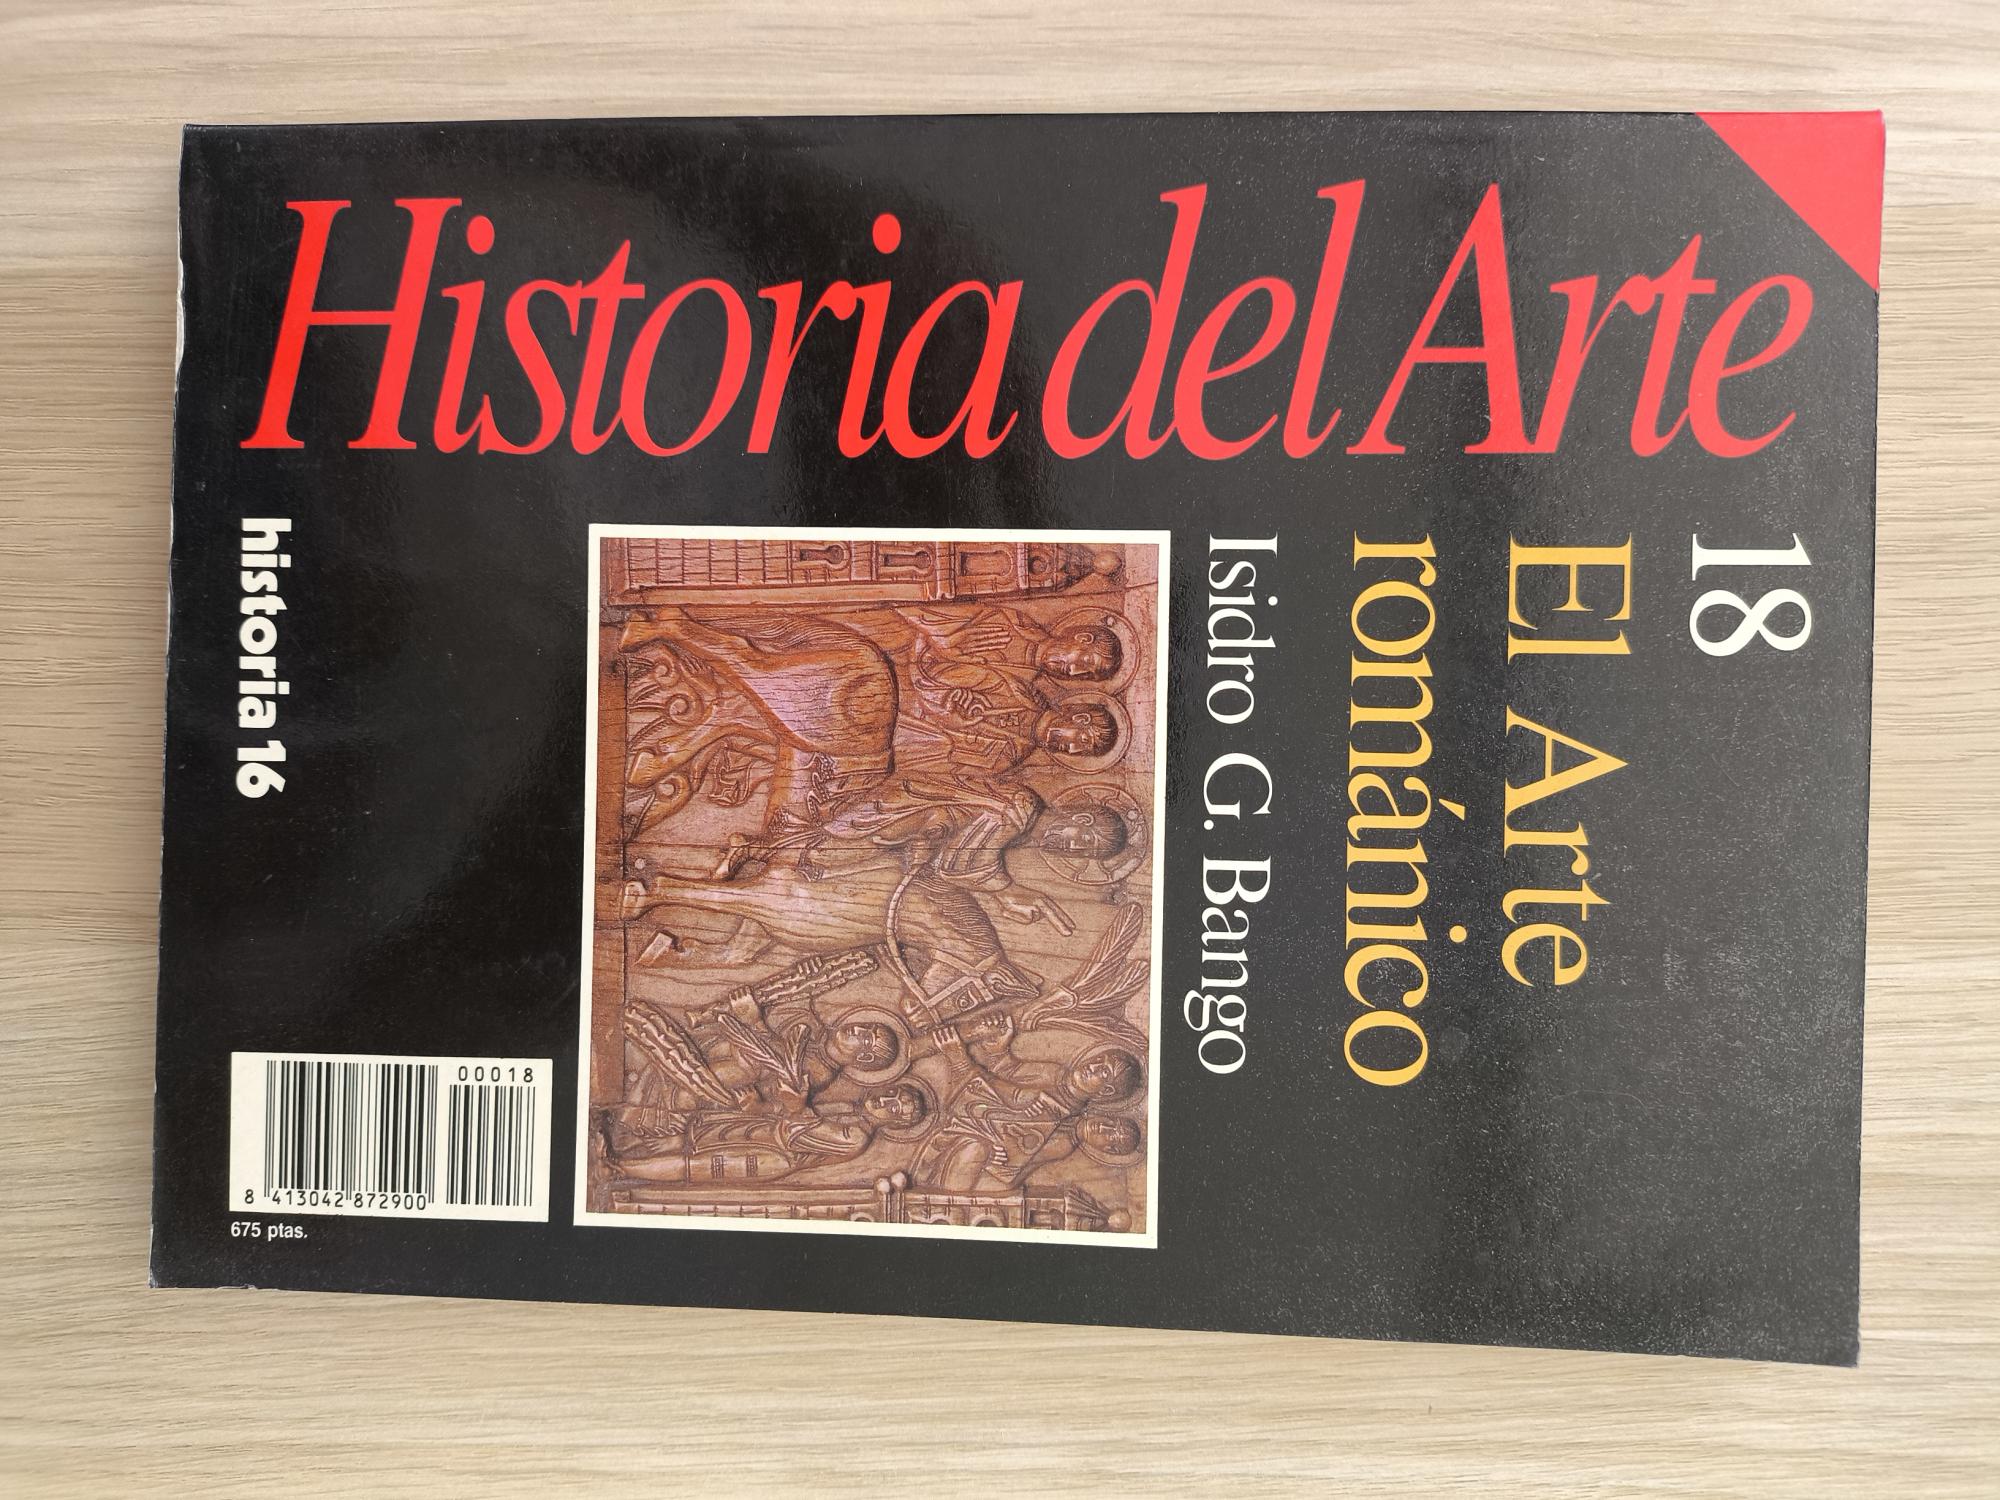 Historia del Arte
18
El Arte
románico
Isidro G. Bango
historia 16
00018
8 413042 872900
675 ptas.